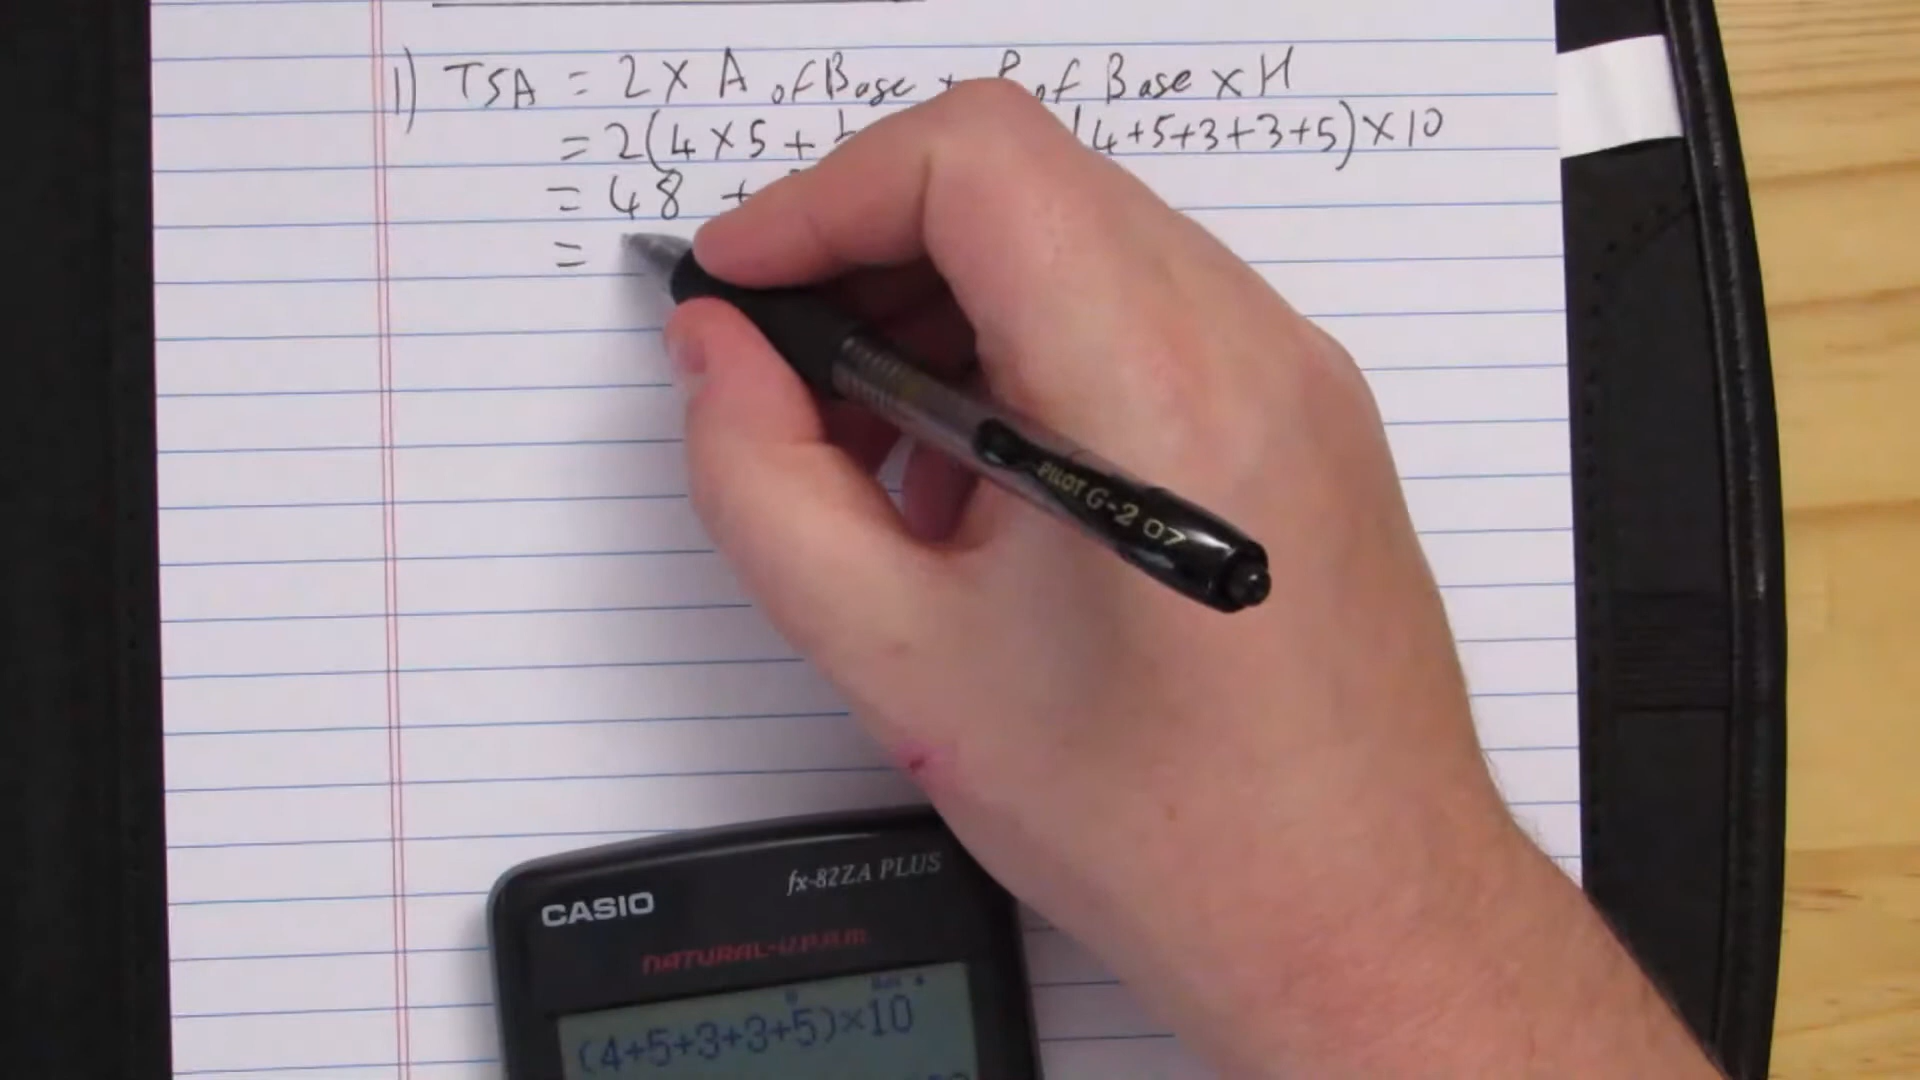 1) TSA = 2 × A of Base + P of Base × H
= 2(4×5 + (4+5+3+3+5)×10
= 48 +
=
PILOT G-2 07
CASIO
fx-82ZA PLUS
NATURAL-V.P.A.M.
(4+5+3+3+5)×10